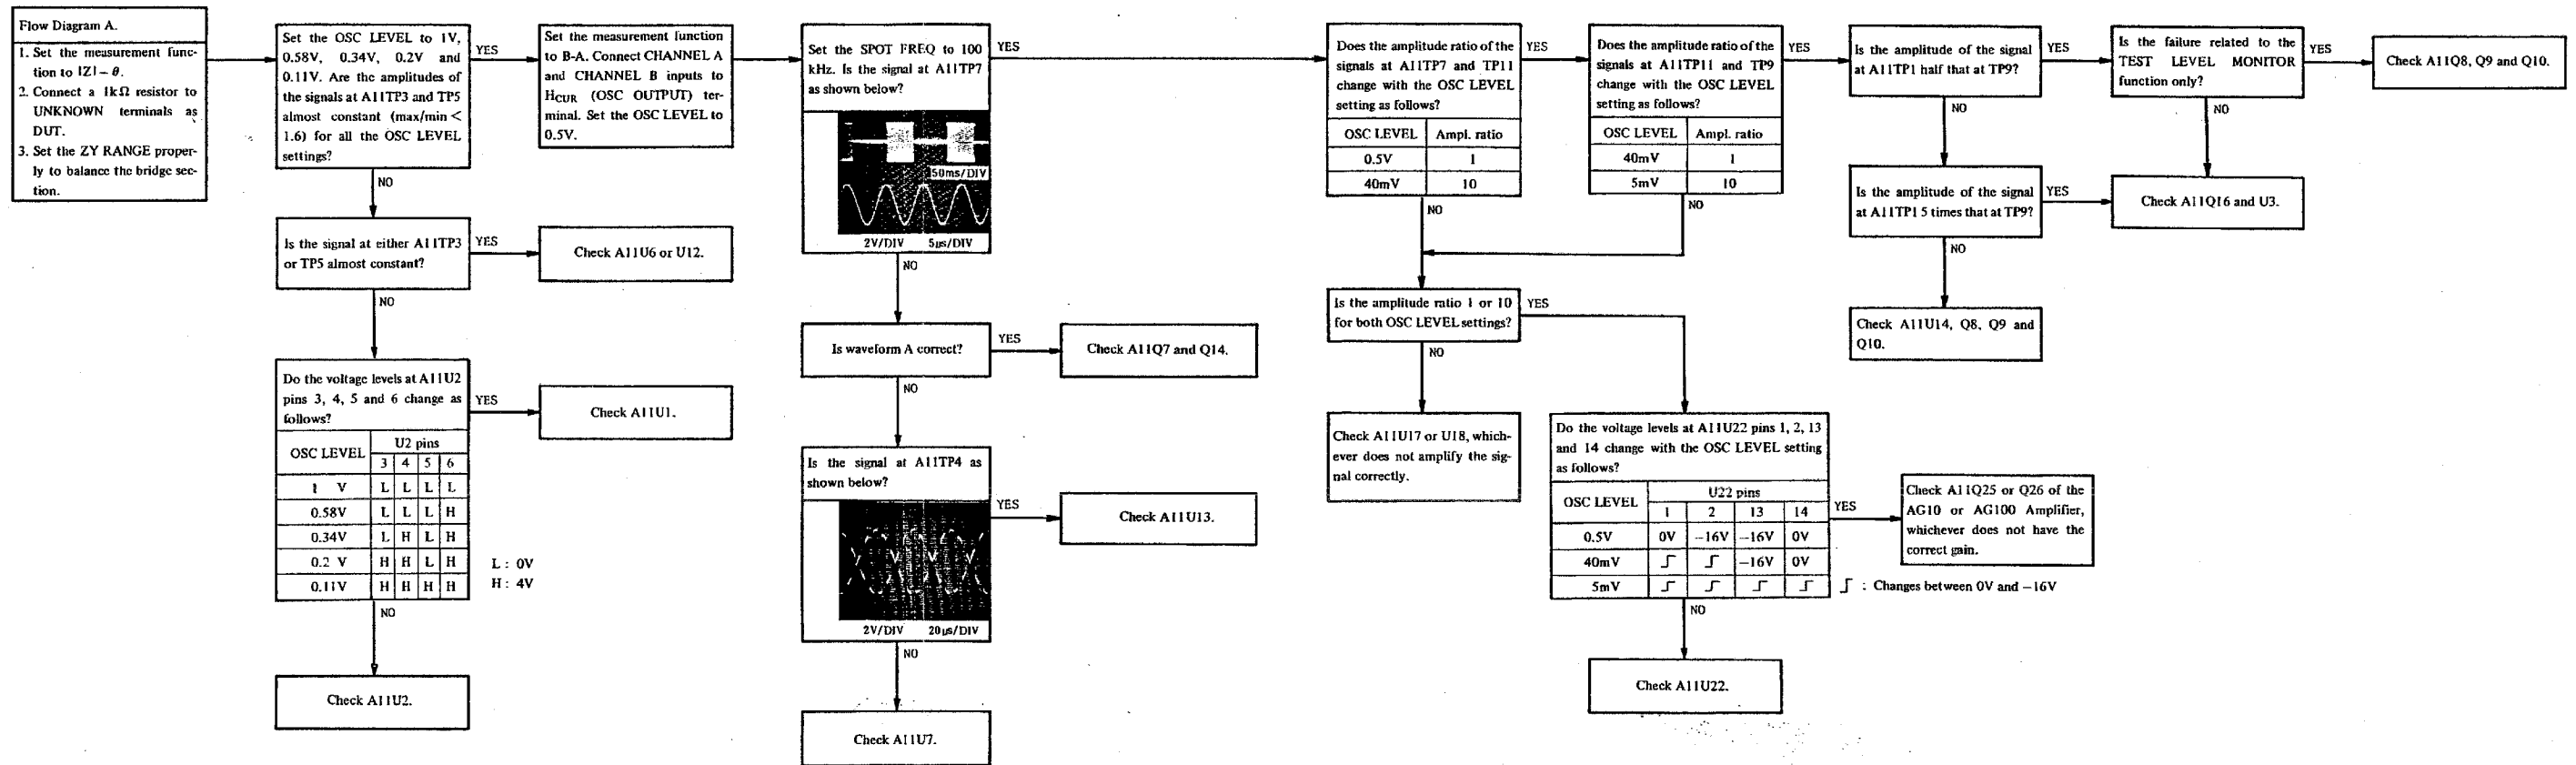 Flow Diagram A.
1. Set the measurement func-
tion to |Z| – θ.
2. Connect a 1kΩ resistor to
UNKNOWN terminals as
DUT.
3. Set the ZY RANGE proper-
ly to balance the bridge sec-
tion.
Set the OSC LEVEL to 1V,
0.58V, 0.34V, 0.2V and
0.11V. Are the amplitudes of
the signals at A11TP3 and TP5
almost constant (max/min <
1.6) for all the OSC LEVEL
settings?
YES
NO
Is the signal at either A11TP3
or TP5 almost constant?
YES
Check A11U6 or U12.
NO
Do the voltage levels at A11U2
pins 3, 4, 5 and 6 change as
follows?
OSC LEVEL U2 pins
3 4 5 6
1 V L L L L
0.58V L L L H
0.34V L H L H
0.2 V H H L H
0.11V H H H H
L : 0V
H : 4V
YES
Check A11U1.
NO
Check A11U2.
Set the measurement function
to B-A. Connect CHANNEL A
and CHANNEL B inputs to
HCUR (OSC OUTPUT) ter-
minal. Set the OSC LEVEL to
0.5V.
Set the SPOT FREQ to 100
kHz. Is the signal at A11TP7
as shown below?
50ms/DIV
2V/DIV 5μs/DIV
YES
NO
Is waveform A correct?
YES
Check A11Q7 and Q14.
NO
Is the signal at A11TP4 as
shown below?
2V/DIV 20μs/DIV
YES
Check A11U13.
NO
Check A11U7.
Does the amplitude ratio of the
signals at A11TP7 and TP11
change with the OSC LEVEL
setting as follows?
OSC LEVEL Ampl. ratio
0.5V 1
40mV 10
YES
NO
Does the amplitude ratio of the
signals at A11TP11 and TP9
change with the OSC LEVEL
setting as follows?
OSC LEVEL Ampl. ratio
40mV 1
5mV 10
YES
NO
Is the amplitude ratio 1 or 10
for both OSC LEVEL settings?
YES
NO
Check A11U17 or U18, which-
ever does not amplify the sig-
nal correctly.
Do the voltage levels at A11U22 pins 1, 2, 13
and 14 change with the OSC LEVEL setting
as follows?
OSC LEVEL U22 pins
1 2 13 14
0.5V 0V –16V –16V 0V
40mV ʃ ʃ –16V 0V
5mV ʃ ʃ ʃ ʃ
ʃ : Changes between 0V and –16V
YES
Check A11Q25 or Q26 of the
AG10 or AG100 Amplifier,
whichever does not have the
correct gain.
NO
Check A11U22.
Is the amplitude of the signal
at A11TP1 half that at TP9?
YES
NO
Is the amplitude of the signal
at A11TP1 5 times that at TP9?
YES
NO
Check A11U14, Q8, Q9 and
Q10.
Is the failure related to the
TEST LEVEL MONITOR
function only?
YES
Check A11Q8, Q9 and Q10.
NO
Check A11Q16 and U3.